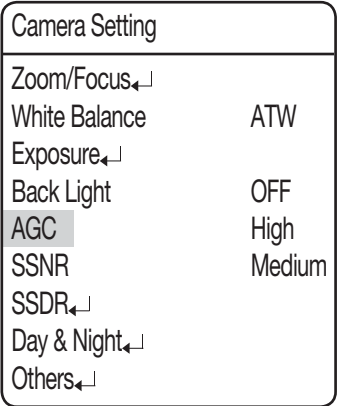 Camera Setting
Zoom/Focus↵
White Balance ATW
Exposure↵
Back Light OFF
AGC High
SSNR Medium
SSDR↵
Day & Night↵
Others↵